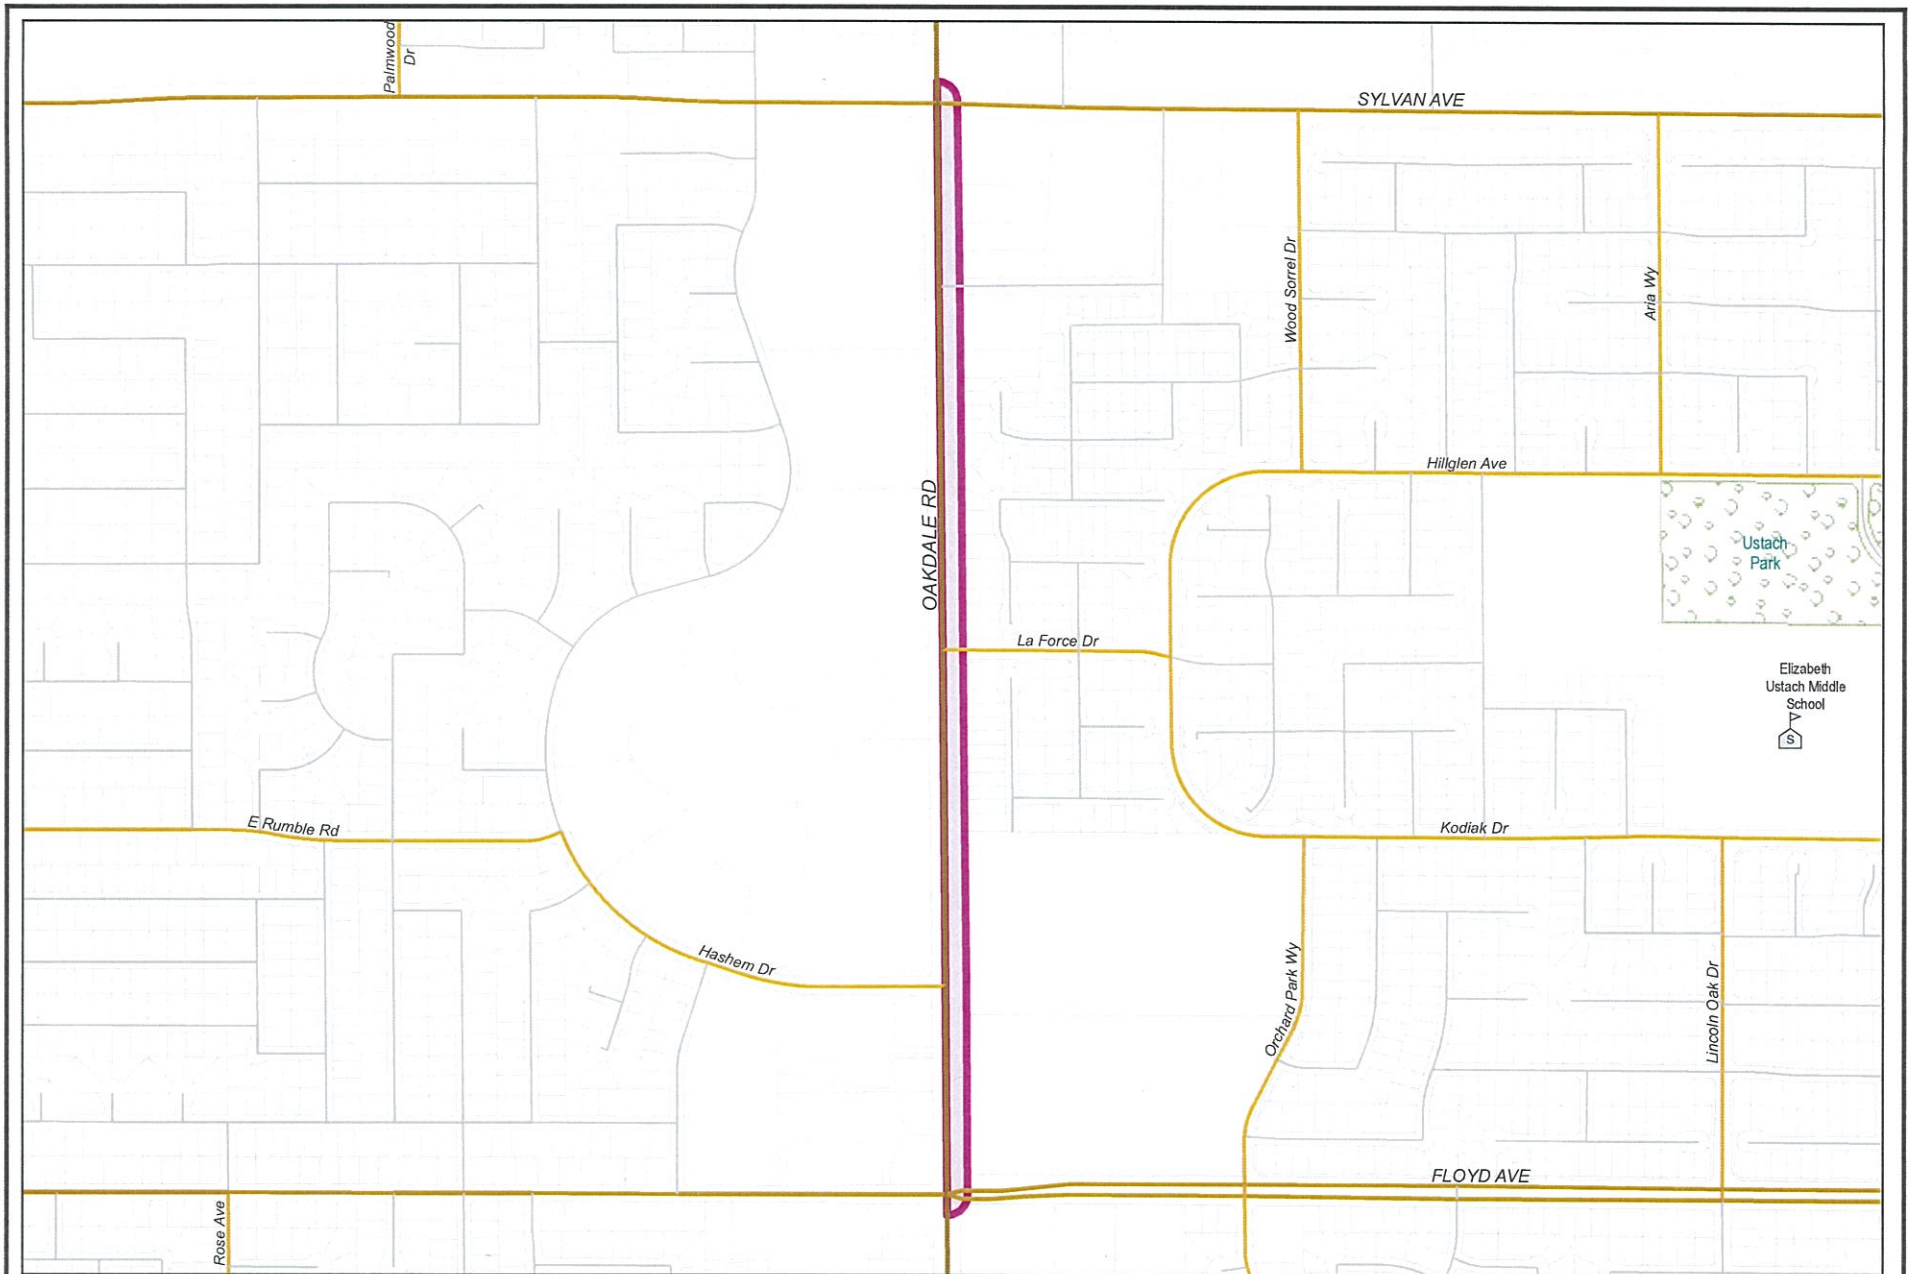 Palmwood
Dr
SYLVAN AVE
Wood Sorrel Dr
Aria Wy
Hillglen Ave
OAKDALE RD
Ustach
Park
La Force Dr
Elizabeth
Ustach Middle
School
S
E Rumble Rd
Kodiak Dr
Hashem Dr
Orchard Park Wy
Lincoln Oak Dr
FLOYD AVE
Rose Ave